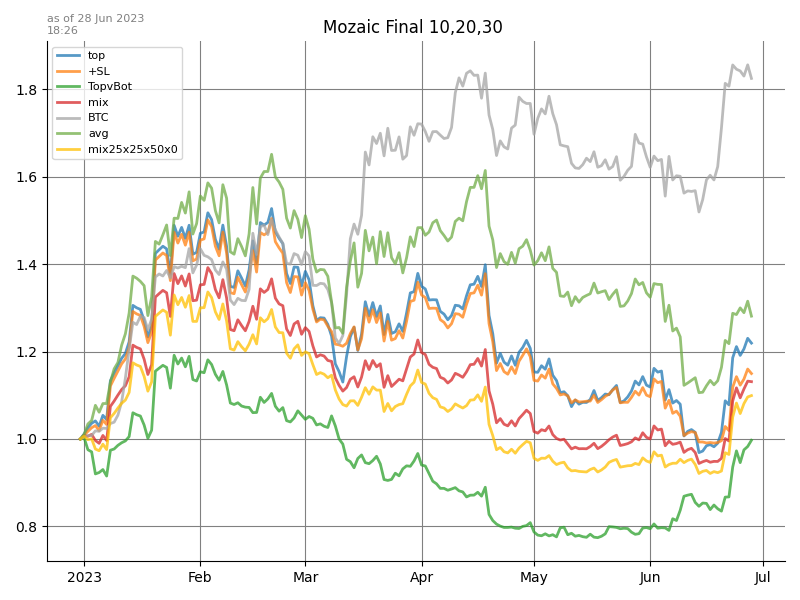 as of 28 Jun 2023
18:26
Mozaic Final 10,20,30
top
+SL
TopvBot
mix
BTC
avg
mix25x25x50x0
1.8
1.6
1.4
1.2
1.0
0.8
2023 Feb Mar Apr May Jun Jul